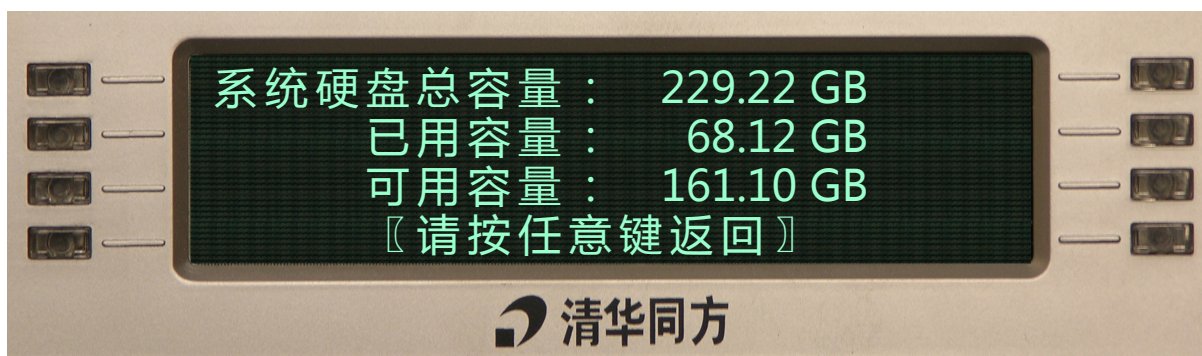 系统硬盘总容量： 229.22 GB
已用容量： 68.12 GB
可用容量： 161.10 GB
〖请按任意键返回〗
清华同方